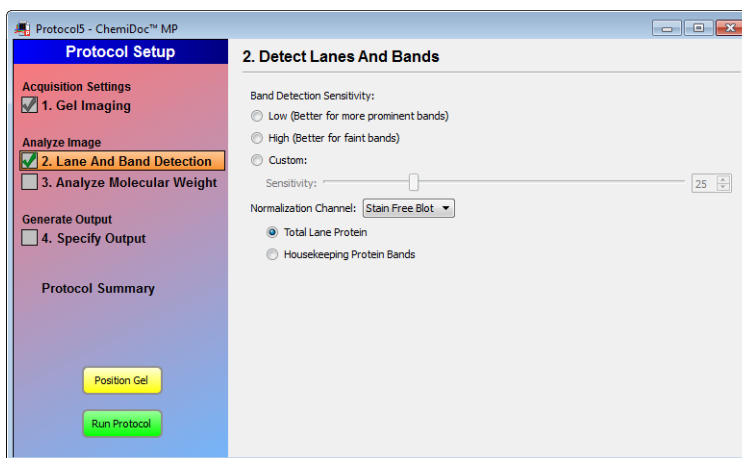 Protocol5 - ChemiDoc™ MP
Protocol Setup
Acquisition Settings
1. Gel Imaging
Analyze Image
2. Lane And Band Detection
3. Analyze Molecular Weight
Generate Output
4. Specify Output
Protocol Summary
Position Gel
Run Protocol
2. Detect Lanes And Bands
Band Detection Sensitivity:
Low (Better for more prominent bands)
High (Better for faint bands)
Custom:
Sensitivity: 25
Normalization Channel: Stain Free Blot
Total Lane Protein
Housekeeping Protein Bands